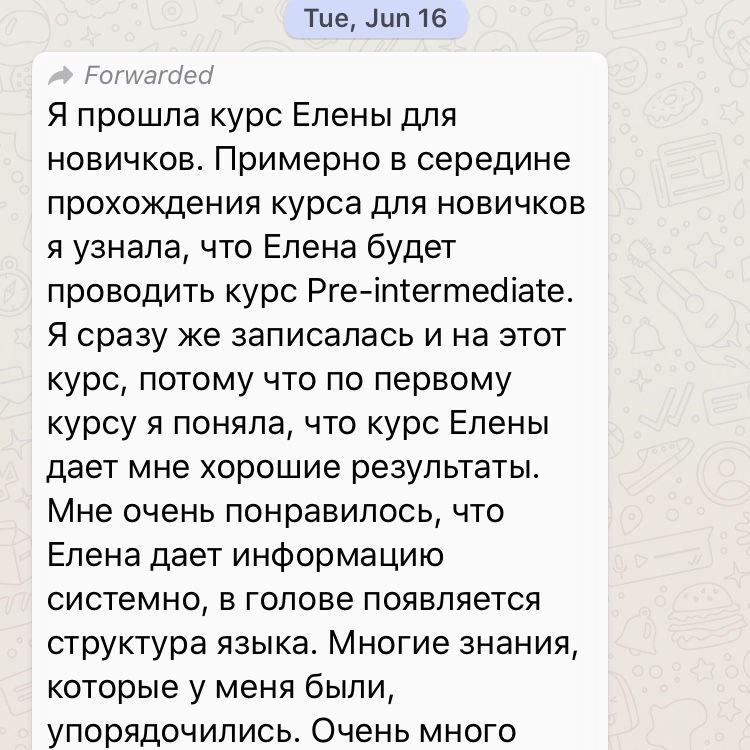 Tue, Jun 16
Forwarded
Я прошла курс Елены для
новичков. Примерно в середине
прохождения курса для новичков
я узнала, что Елена будет
проводить курс Pre-intermediate.
Я сразу же записалась и на этот
курс, потому что по первому
курсу я поняла, что курс Елены
дает мне хорошие результаты.
Мне очень понравилось, что
Елена дает информацию
системно, в голове появляется
структура языка. Многие знания,
которые у меня были,
упорядочились. Очень много